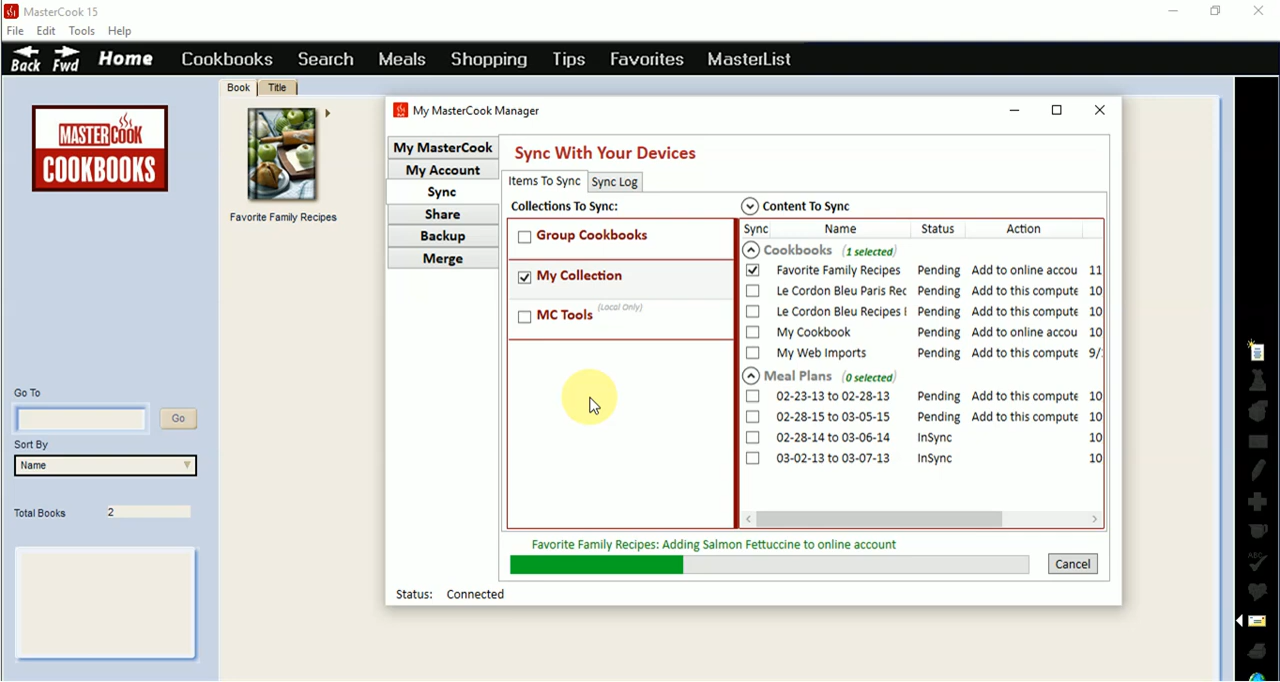 MasterCook 15
File Edit Tools Help
Back Fwd Home Cookbooks Search Meals Shopping Tips Favorites MasterList
Book Title
MASTERCOOK
COOKBOOKS
Favorite Family Recipes
Go To
Go
Sort By
Name
Total Books 2
My MasterCook Manager
My MasterCook
My Account
Sync
Share
Backup
Merge
Sync With Your Devices
Items To Sync Sync Log
Collections To Sync:
Group Cookbooks
My Collection
MC Tools (Local Only)
Content To Sync
Sync Name Status Action
Cookbooks (1 selected)
Favorite Family Recipes Pending Add to online accou 11
Le Cordon Bleu Paris Rec Pending Add to this compute 10
Le Cordon Bleu Recipes Pending Add to this compute 10
My Cookbook Pending Add to online accou 10
My Web Imports Pending Add to this compute 9/
Meal Plans (0 selected)
02-23-13 to 02-28-13 Pending Add to this compute 10
02-28-15 to 03-05-15 Pending Add to this compute 10
02-28-14 to 03-06-14 InSync 10
03-02-13 to 03-07-13 InSync 10
Favorite Family Recipes: Adding Salmon Fettuccine to online account
Cancel
Status: Connected
ABC